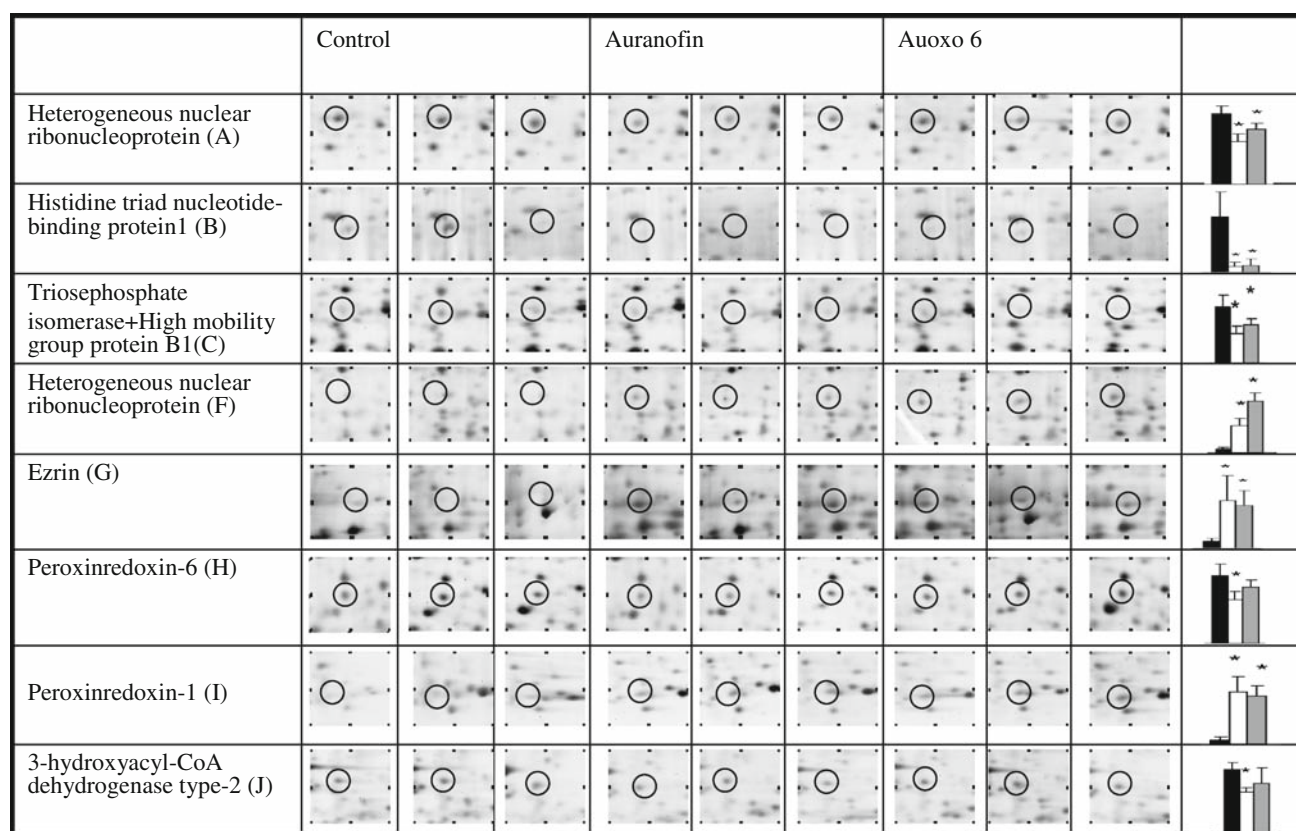 Control
Auranofin
Auoxo 6
Heterogeneous nuclear
ribonucleoprotein (A)
Histidine triad nucleotide-
binding protein1 (B)
Triosephosphate
isomerase+High mobility
group protein B1(C)
Heterogeneous nuclear
ribonucleoprotein (F)
Ezrin (G)
Peroxinredoxin-6 (H)
Peroxinredoxin-1 (I)
3-hydroxyacyl-CoA
dehydrogenase type-2 (J)